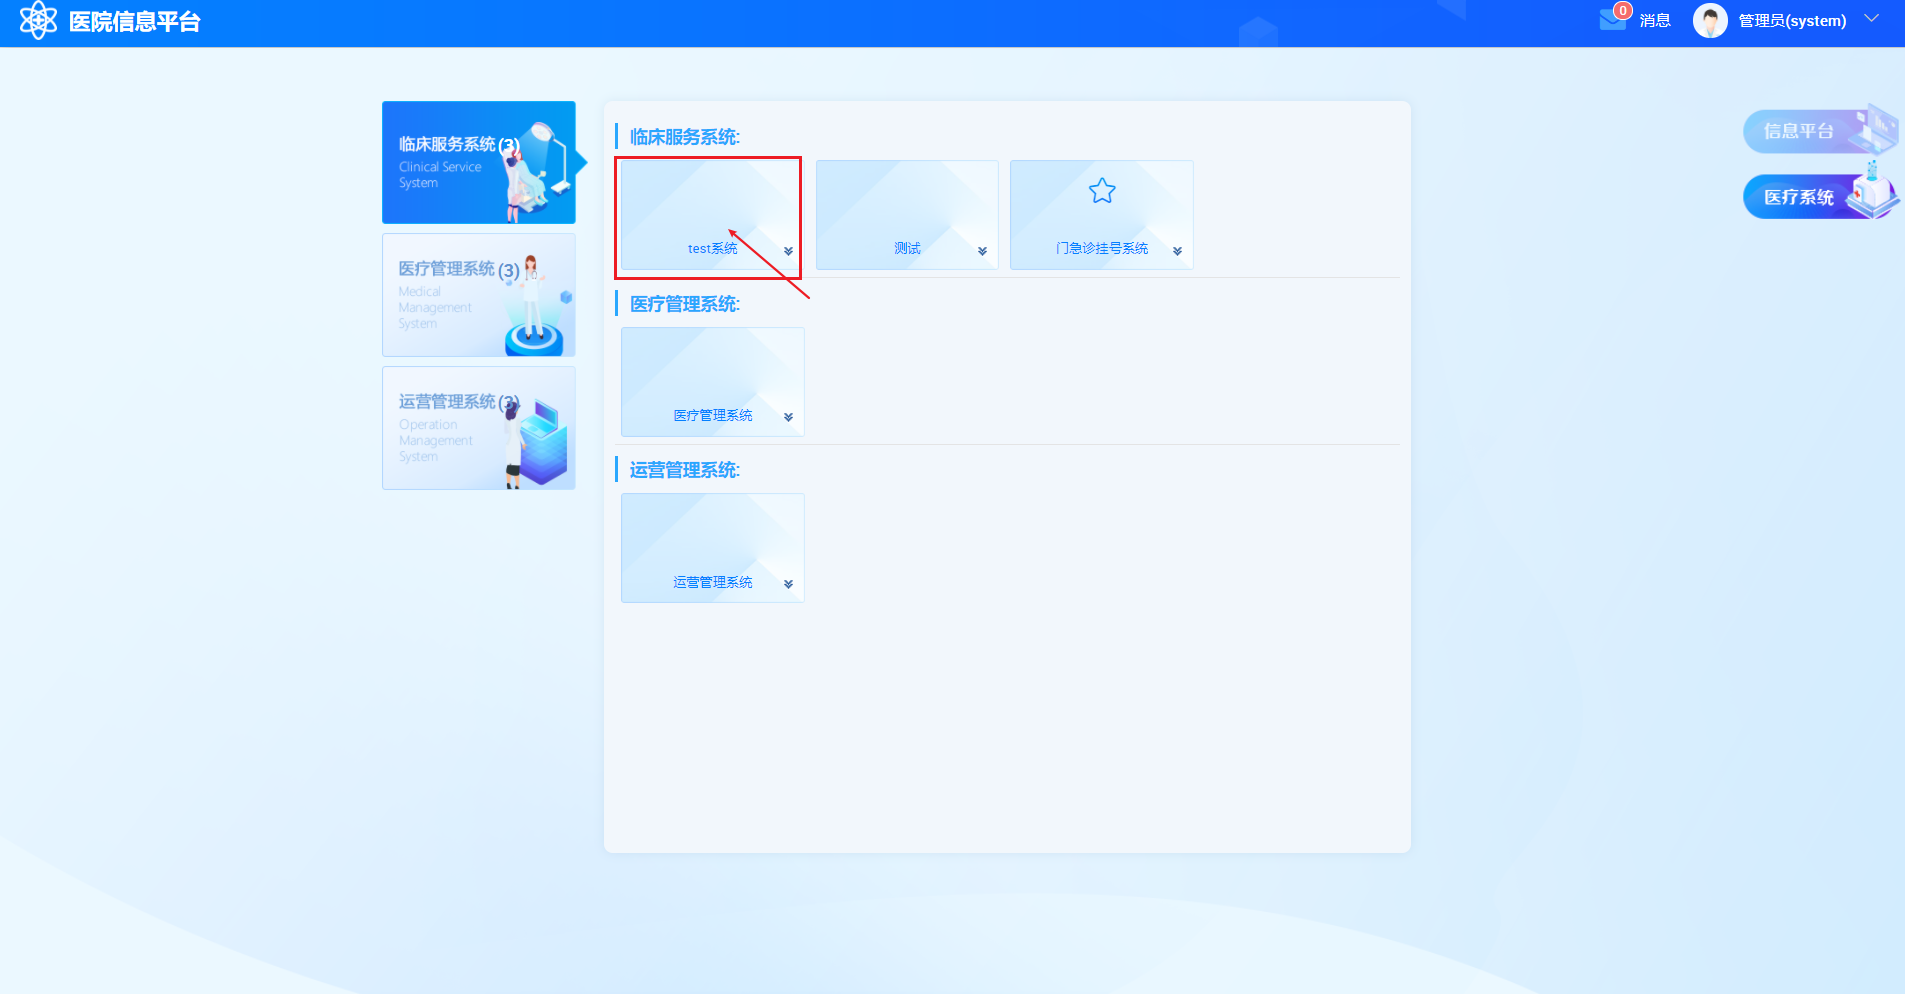 医院信息平台
0
消息
管理员(system)
临床服务系统(3)
Clinical Service
System
医疗管理系统(3)
Medical
Management
System
运营管理系统(3)
Operation
Management
System
临床服务系统:
test系统
测试
门急诊挂号系统
医疗管理系统:
医疗管理系统
运营管理系统:
运营管理系统
信息平台
医疗系统